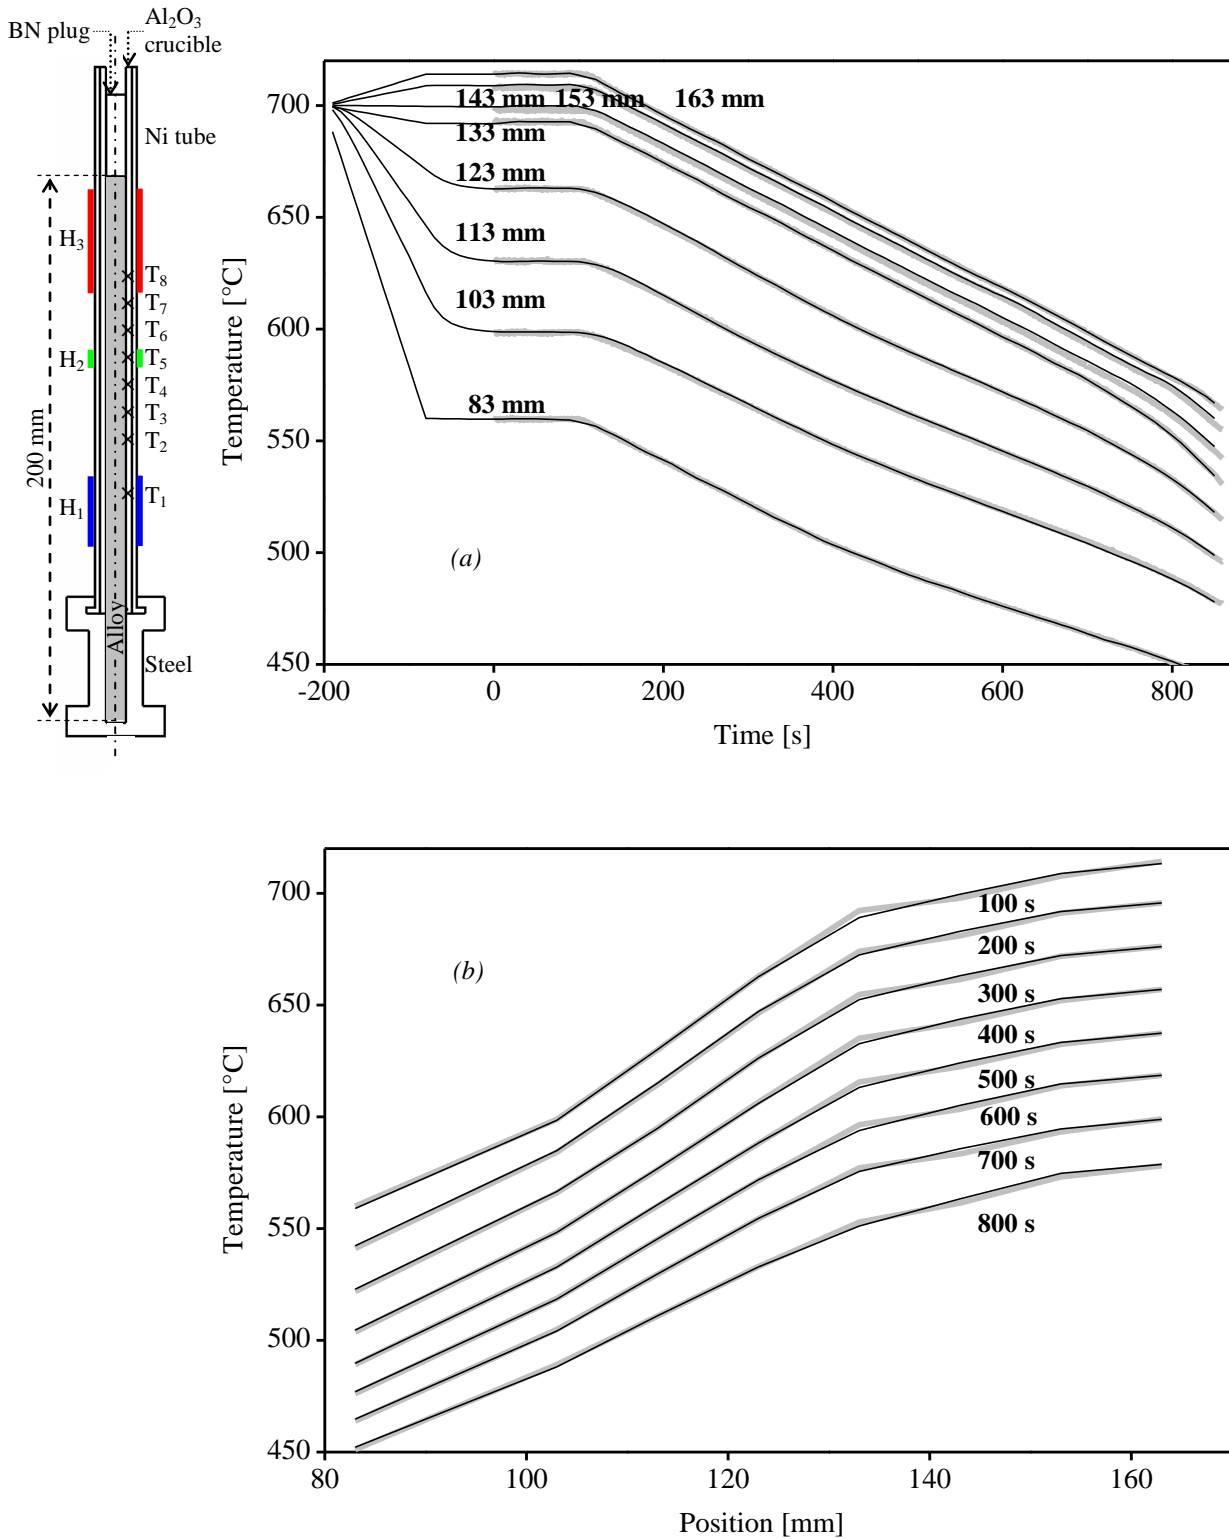 BN plug
Al₂O₃
crucible
Ni tube
H₃
T₈
T₇
T₆
H₂
T₅
T₄
T₃
T₂
200 mm
H₁
T₁
Alloy
Steel
Temperature [°C]
700
650
600
550
500
450
143 mm 153 mm 163 mm
133 mm
123 mm
113 mm
103 mm
83 mm
(a)
-200 0 200 400 600 800
Time [s]
Temperature [°C]
700
650
600
550
500
450
(b)
100 s
200 s
300 s
400 s
500 s
600 s
700 s
800 s
80 100 120 140 160
Position [mm]